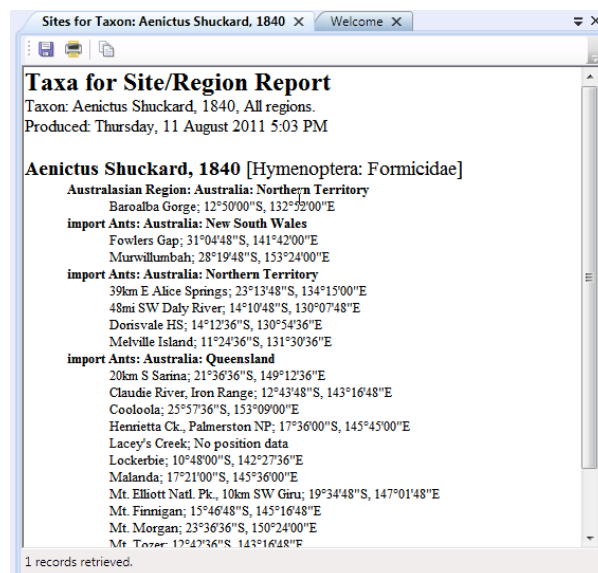 Sites for Taxon: Aenictus Shuckard, 1840 X Welcome X
Taxa for Site/Region Report
Taxon: Aenictus Shuckard, 1840, All regions.
Produced: Thursday, 11 August 2011 5:03 PM
Aenictus Shuckard, 1840 [Hymenoptera: Formicidae]
Australasian Region: Australia: Northern Territory
Baroalba Gorge; 12°50'00"S, 132°52'00"E
import Ants: Australia: New South Wales
Fowlers Gap; 31°04'48"S, 141°42'00"E
Murwillumbah; 28°19'48"S, 153°24'00"E
import Ants: Australia: Northern Territory
39km E Alice Springs; 23°13'48"S, 134°15'00"E
48mi SW Daly River; 14°10'48"S, 130°07'48"E
Dorisvale HS; 14°12'36"S, 130°54'36"E
Melville Island; 11°24'36"S, 131°30'36"E
import Ants: Australia: Queensland
20km S Sarina; 21°36'36"S, 149°12'36"E
Claudie River, Iron Range; 12°43'48"S, 143°16'48"E
Cooloola; 25°57'36"S, 153°09'00"E
Henrietta Ck., Palmerston NP; 17°36'00"S, 145°45'00"E
Lacey's Creek; No position data
Lockerbie; 10°48'00"S, 142°27'36"E
Malanda; 17°21'00"S, 145°36'00"E
Mt. Elliott Natl. Pk., 10km SW Giru; 19°34'48"S, 147°01'48"E
Mt. Finnigan; 15°46'48"S, 145°16'48"E
Mt. Morgan; 23°36'36"S, 150°24'00"E
Mt. Tozer; 12°42'36"S, 143°16'48"E
1 records retrieved.